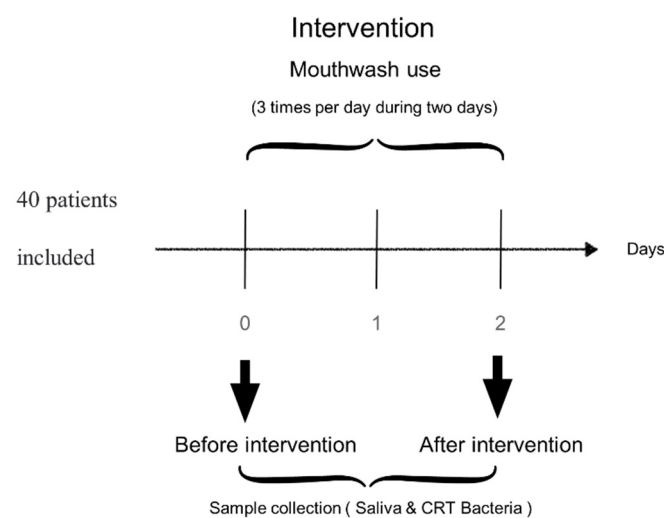 Intervention
Mouthwash use
(3 times per day during two days)
40 patients
included
Days
0 1 2
Before intervention After intervention
Sample collection ( Saliva & CRT Bacteria )